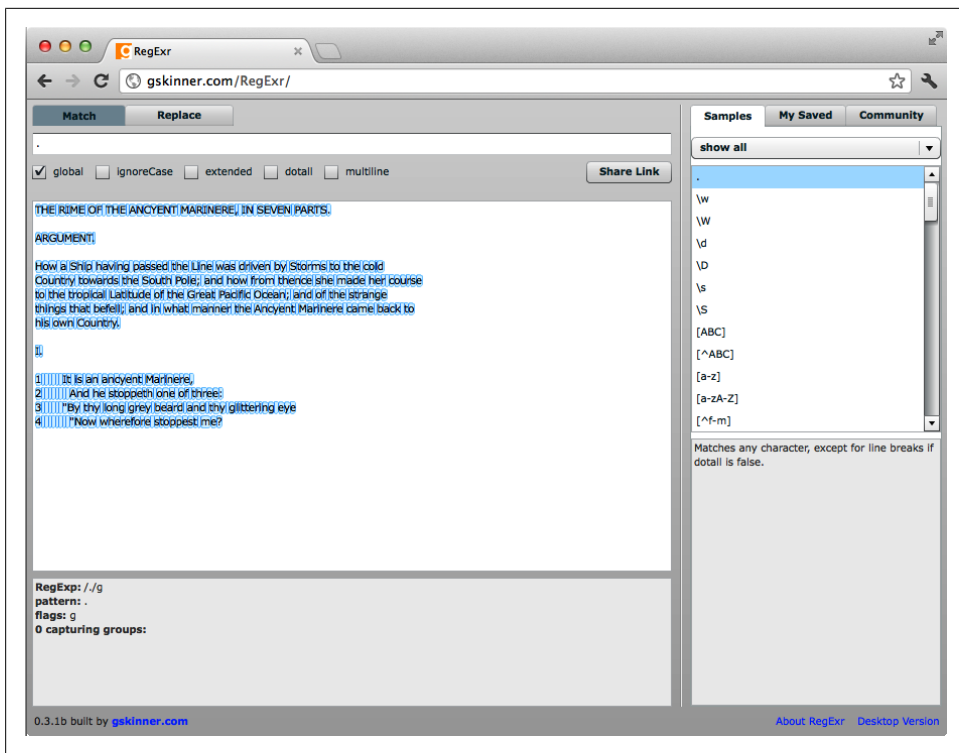 RegExr
gskinner.com/RegExr/
Match Replace
.
global ignoreCase extended dotall multiline Share Link
THE RIME OF THE ANCYENT MARINERE, IN SEVEN PARTS.
ARGUMENT.
How a Ship having passed the Line was driven by Storms to the cold
Country towards the South Pole; and how from thence she made her course
to the tropical Latitude of the Great Pacific Ocean; and of the strange
things that befell; and in what manner the Ancyent Marinere came back to
his own Country.
I.
1 It is an ancyent Marinere,
2 And he stoppeth one of three:
3 "By thy long grey beard and thy glittering eye
4 "Now wherefore stoppest me?
RegExp: /./g
pattern: .
flags: g
0 capturing groups:
Samples My Saved Community
show all
.
\w
\W
\d
\D
\s
\S
[ABC]
[^ABC]
[a-z]
[a-zA-Z]
[^f-m]
Matches any character, except for line breaks if
dotall is false.
0.3.1b built by gskinner.com
About RegExr Desktop Version